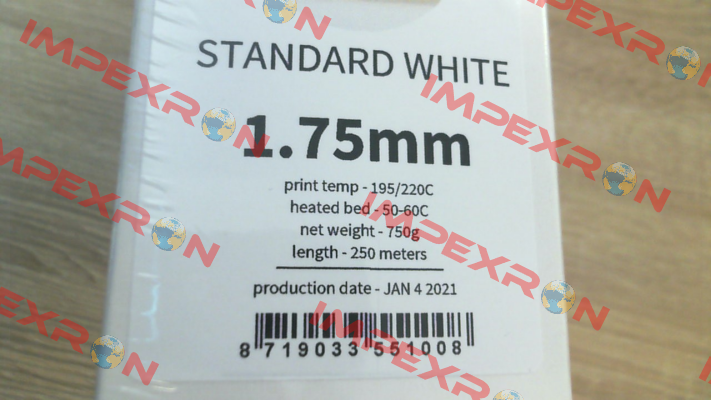 STANDARD WHITE
1.75mm
print temp - 195/220C
heated bed - 50-60C
net weight - 750g
length - 250 meters
production date - JAN 4 2021
8 719033 551008
IMPEXRON
IMPEXRON
IMPEXRON
IMPEXRON
IMPEXRON
IMPEXRON